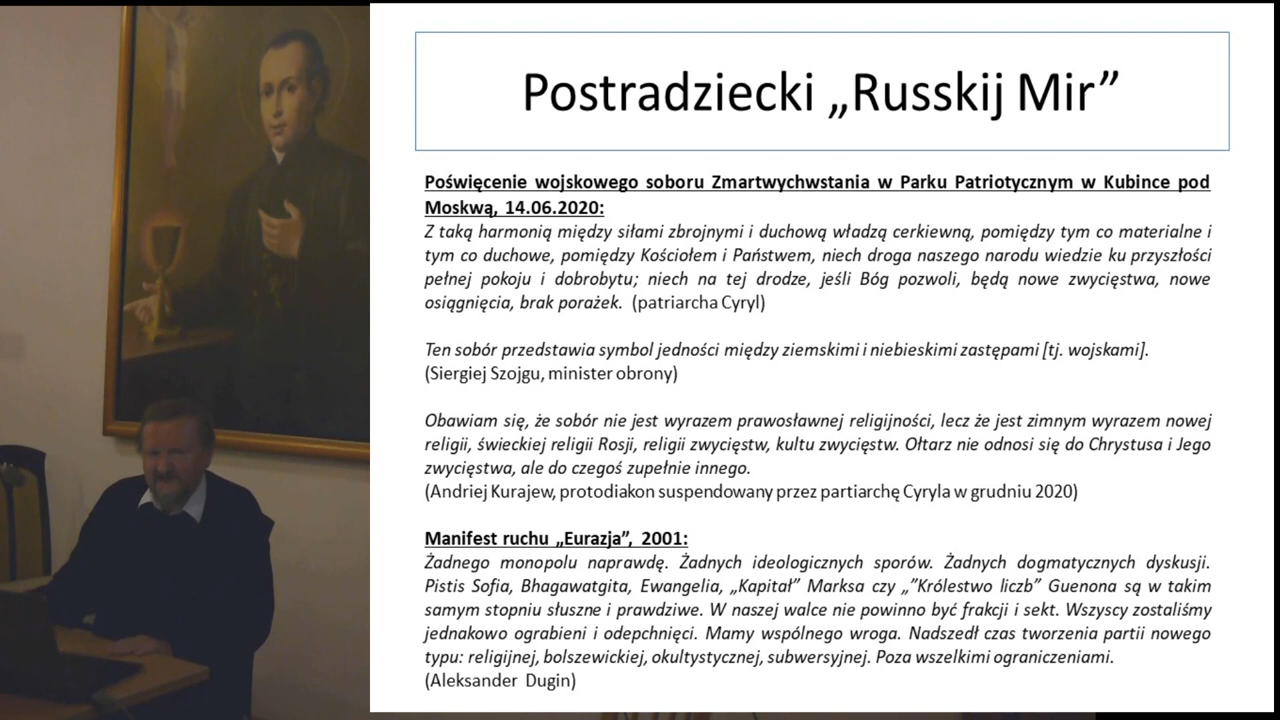 Postradziecki „Russkij Mir”
Poświęcenie wojskowego soboru Zmartwychwstania w Parku Patriotycznym w Kubince pod
Moskwą, 14.06.2020:
Z taką harmonią między siłami zbrojnymi i duchową władzą cerkiewną, pomiędzy tym co materialne i
tym co duchowe, pomiędzy Kościołem i Państwem, niech droga naszego narodu wiedzie ku przyszłości
pełnej pokoju i dobrobytu; niech na tej drodze, jeśli Bóg pozwoli, będą nowe zwycięstwa, nowe
osiągnięcia, brak porażek. (patriarcha Cyryl)
Ten sobór przedstawia symbol jedności między ziemskimi i niebieskimi zastępami [tj. wojskami].
(Siergiej Szojgu, minister obrony)
Obawiam się, że sobór nie jest wyrazem prawosławnej religijności, lecz że jest zimnym wyrazem nowej
religii, świeckiej religii Rosji, religii zwycięstw, kultu zwycięstw. Ołtarz nie odnosi się do Chrystusa i Jego
zwycięstwa, ale do czegoś zupełnie innego.
(Andriej Kurajew, protodiakon suspendowany przez partiarchę Cyryla w grudniu 2020)
Manifest ruchu „Eurazja”, 2001:
Żadnego monopolu naprawdę. Żadnych ideologicznych sporów. Żadnych dogmatycznych dyskusji.
Pistis Sofia, Bhagawatgita, Ewangelia, „Kapitał” Marksa czy „”Królestwo liczb” Guenona są w takim
samym stopniu słuszne i prawdziwe. W naszej walce nie powinno być frakcji i sekt. Wszyscy zostaliśmy
jednakowo ograbieni i odepchnięci. Mamy wspólnego wroga. Nadszedł czas tworzenia partii nowego
typu: religijnej, bolszewickiej, okultystycznej, subwersyjnej. Poza wszelkimi ograniczeniami.
(Aleksander Dugin)